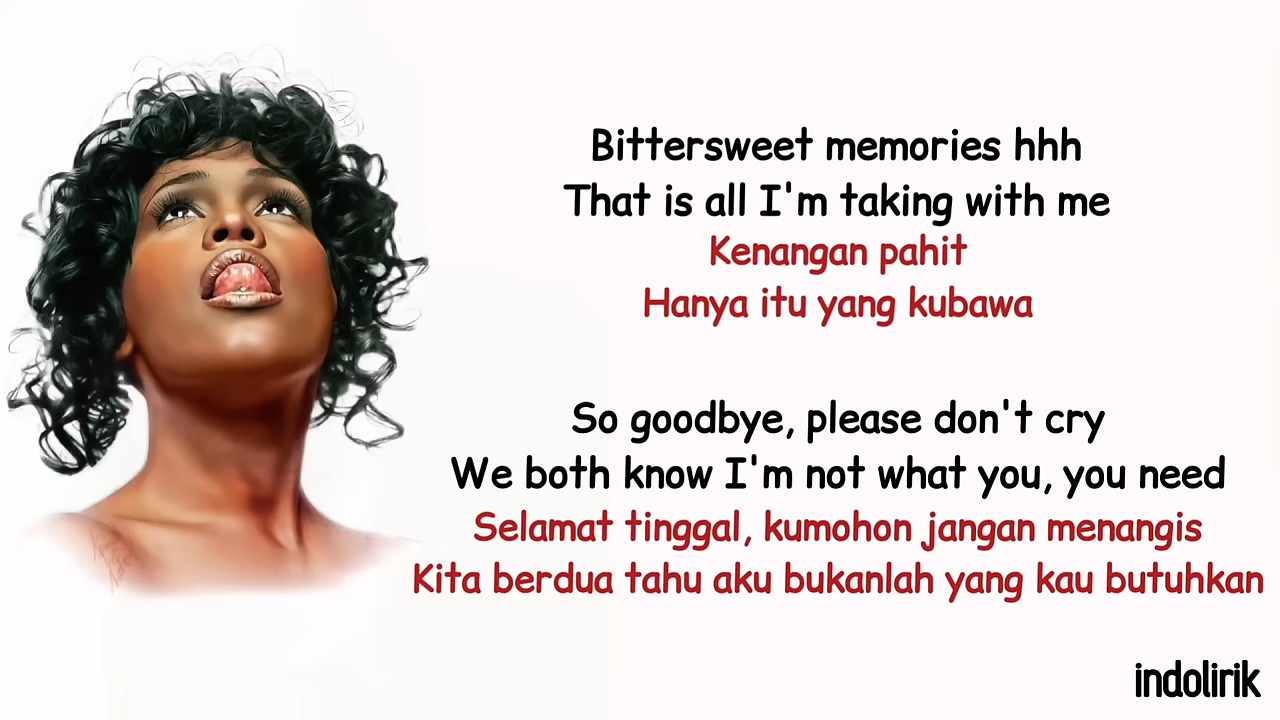 Bittersweet memories hhh
That is all I'm taking with me
Kenangan pahit
Hanya itu yang kubawa
So goodbye, please don't cry
We both know I'm not what you, you need
Selamat tinggal, kumohon jangan menangis
Kita berdua tahu aku bukanlah yang kau butuhkan
indolirik